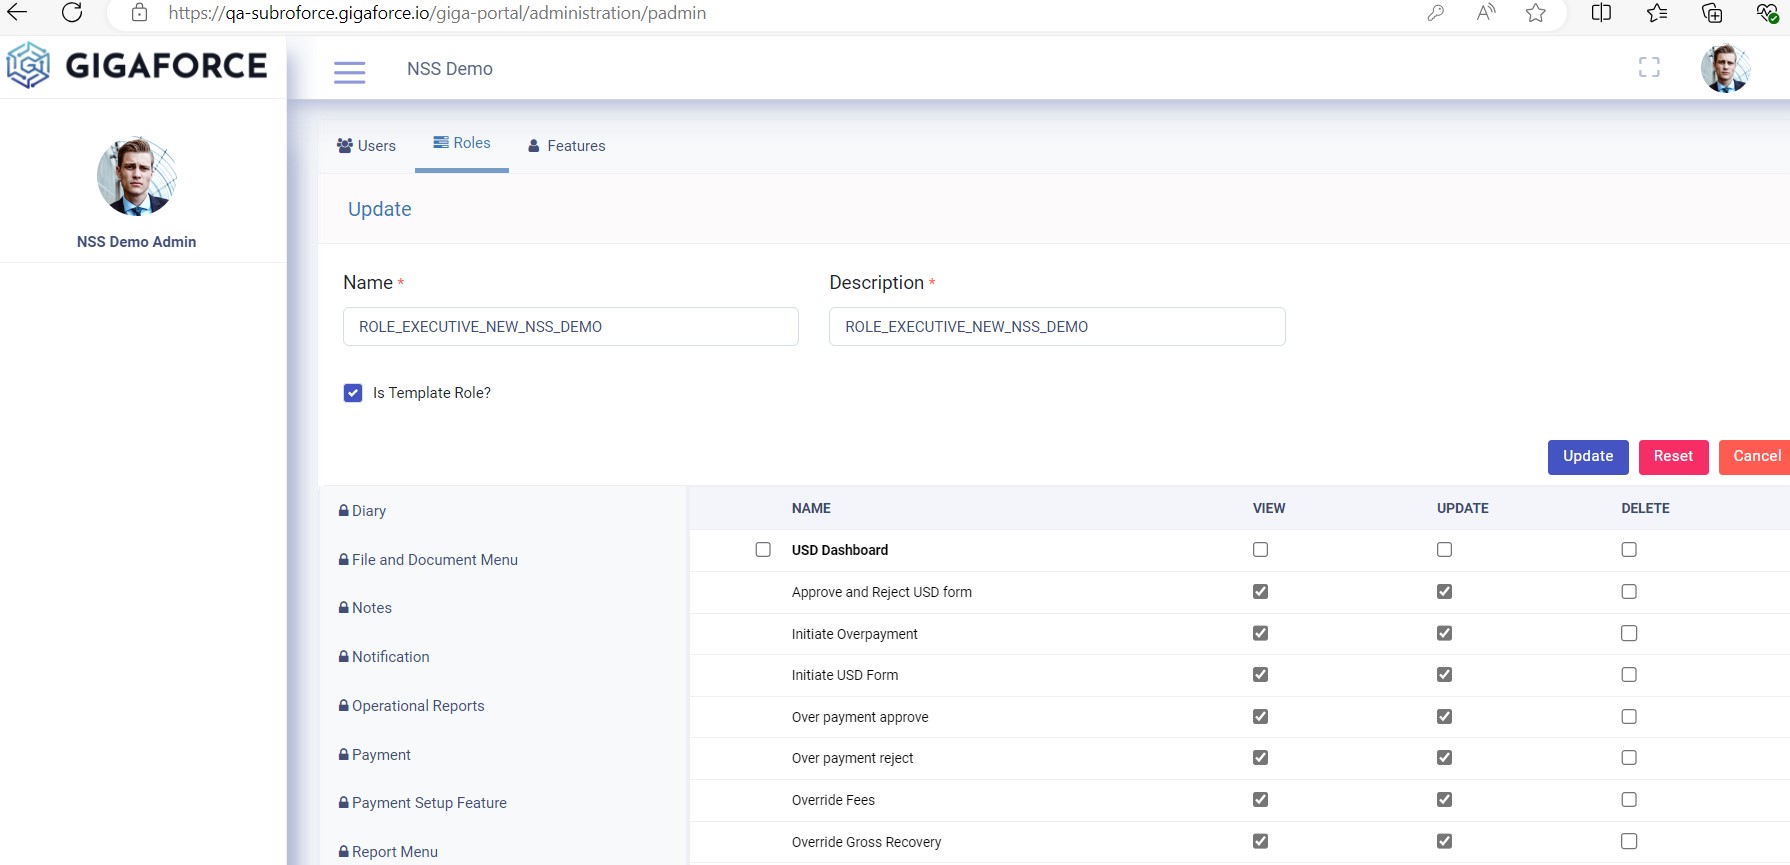 https://qa-subroforce.gigaforce.io/giga-portal/administration/padmin
GIGAFORCE
NSS Demo
NSS Demo Admin
Users
Roles
Features
Update
Name *
Description *
ROLE_EXECUTIVE_NEW_NSS_DEMO
ROLE_EXECUTIVE_NEW_NSS_DEMO
Is Template Role?
Update
Reset
Cancel
Diary
File and Document Menu
Notes
Notification
Operational Reports
Payment
Payment Setup Feature
Report Menu
NAME VIEW UPDATE DELETE
USD Dashboard
Approve and Reject USD form
Initiate Overpayment
Initiate USD Form
Over payment approve
Over payment reject
Override Fees
Override Gross Recovery